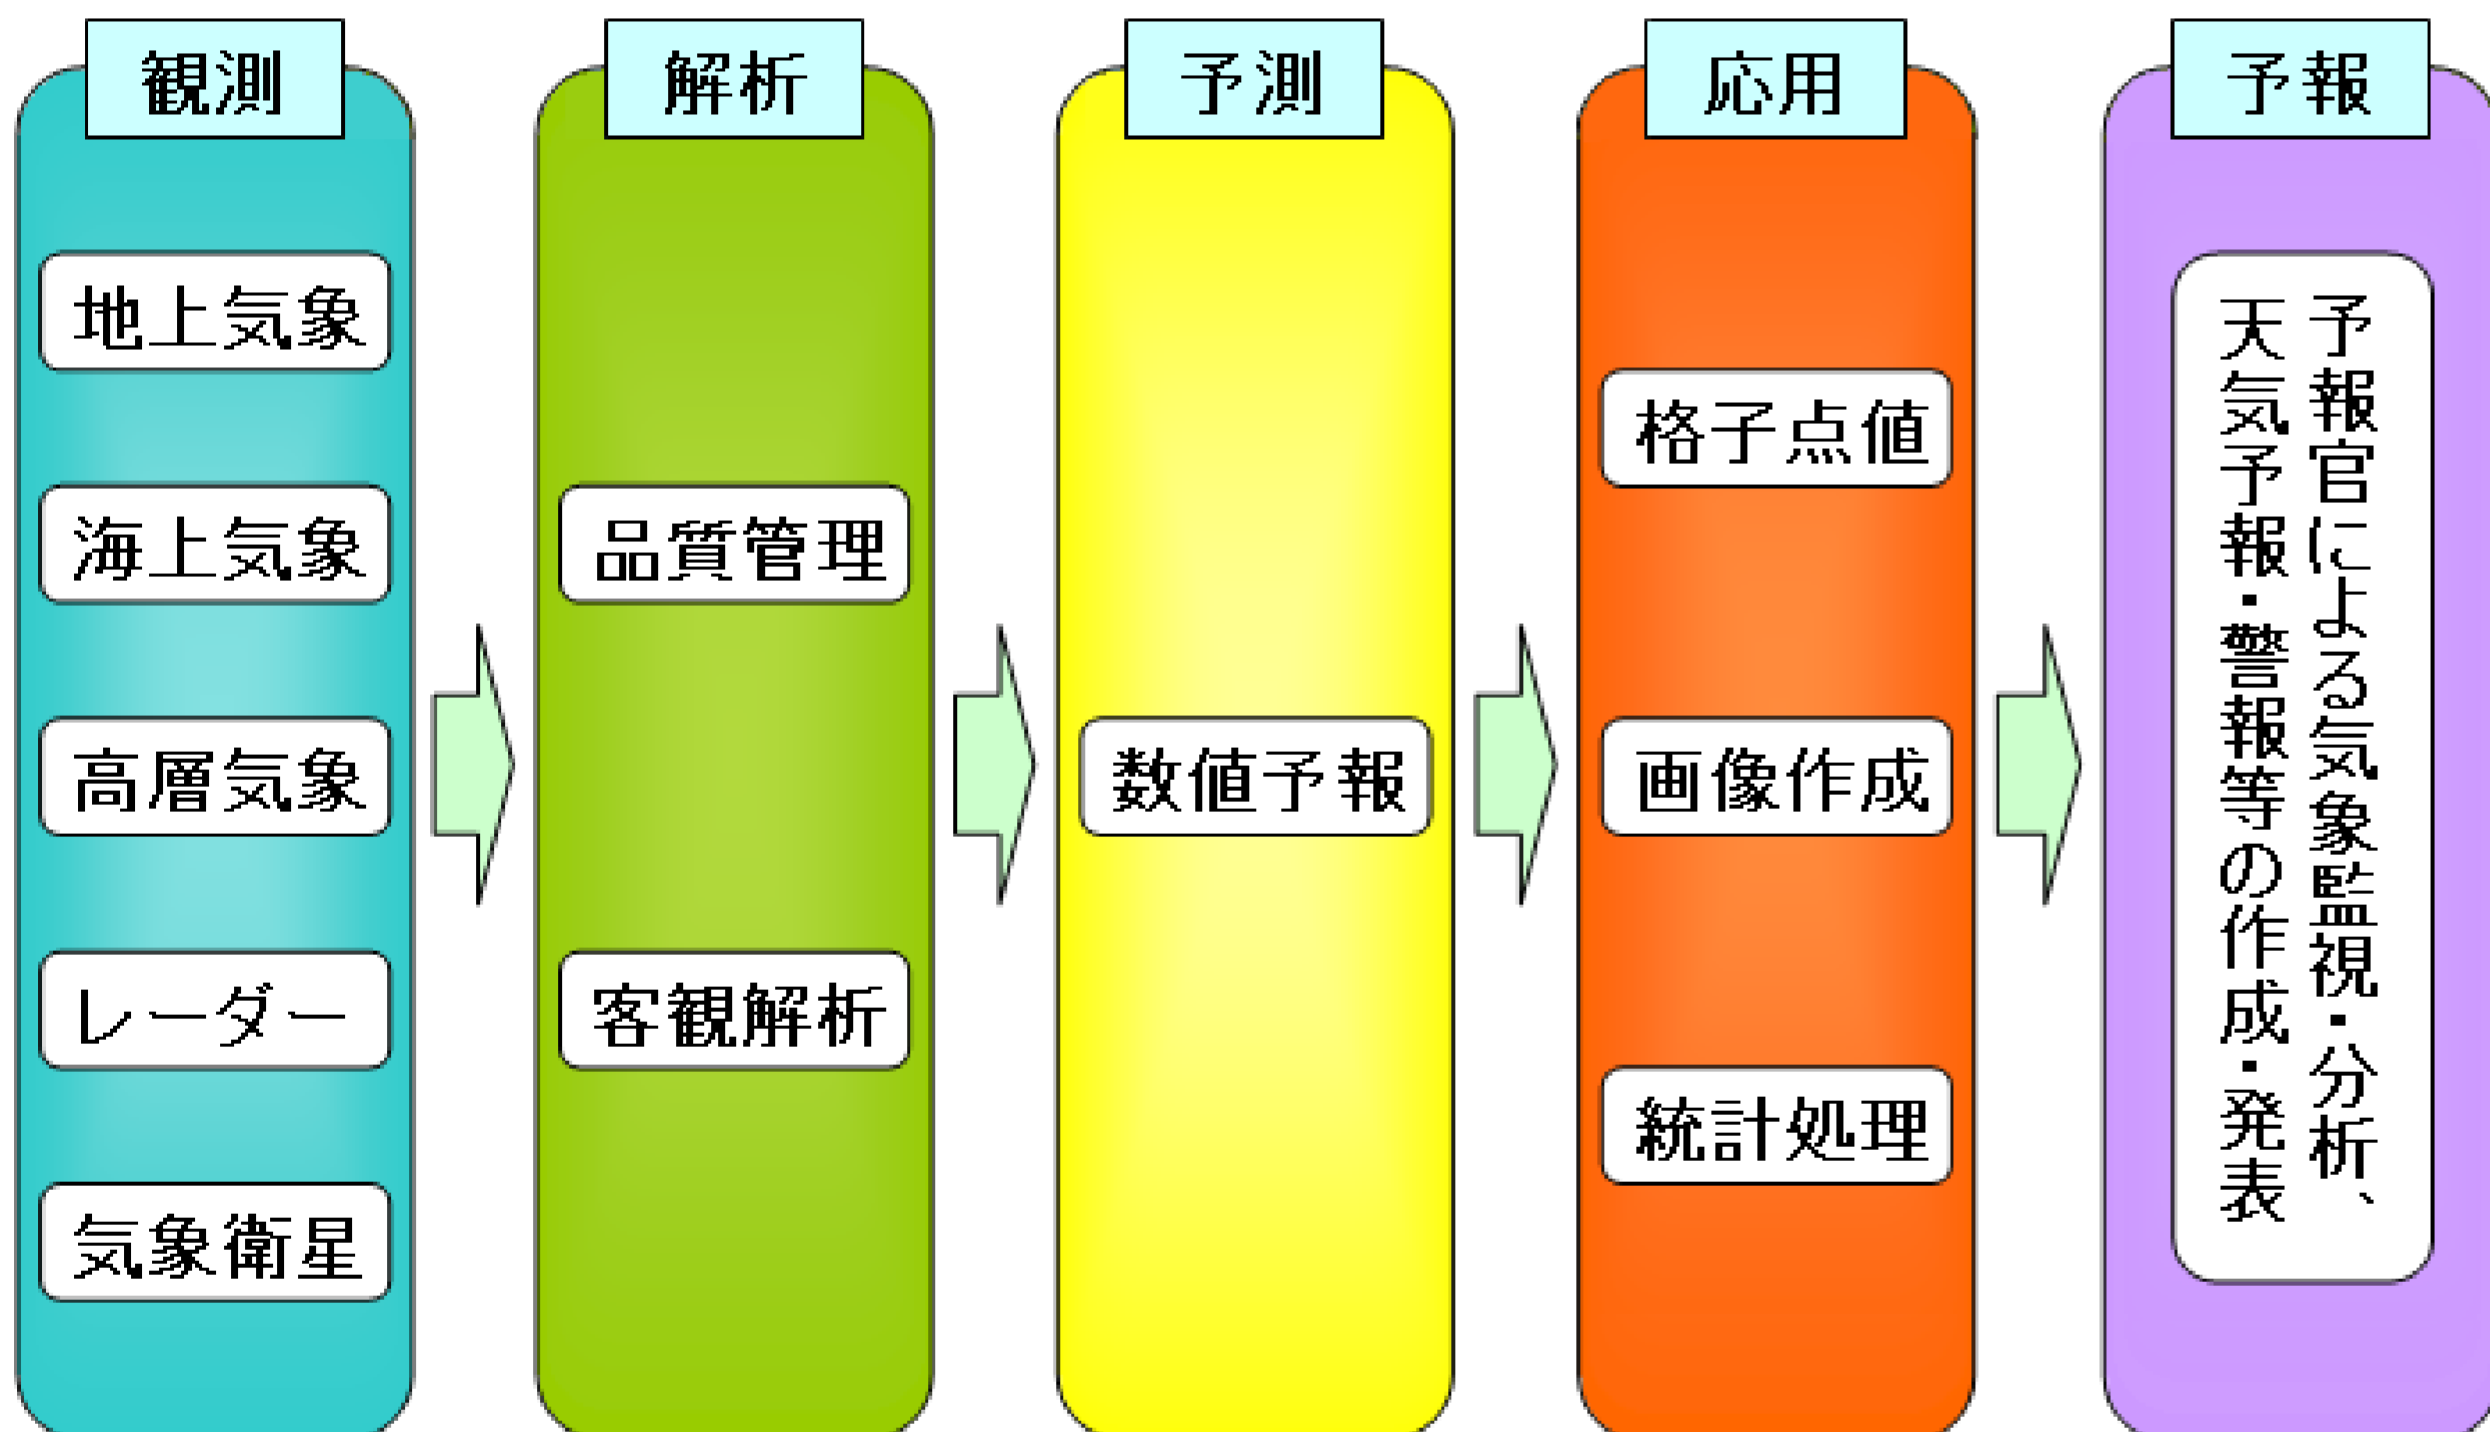 観測
地上気象
海上気象
高層気象
レーダー
気象衛星
解析
品質管理
客観解析
予測
数値予報
応用
格子点値
画像作成
統計処理
予報
予報官による気象監視・分析、
天気予報・警報等の作成・発表